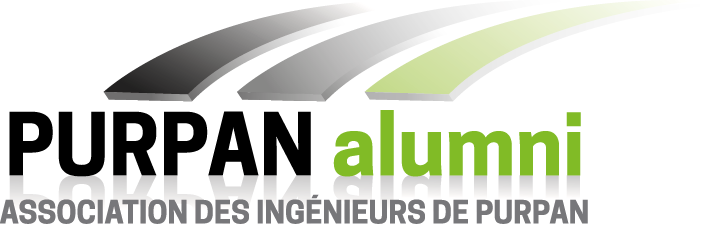 PURPAN alumni
ASSOCIATION DES INGÉNIEURS DE PURPAN